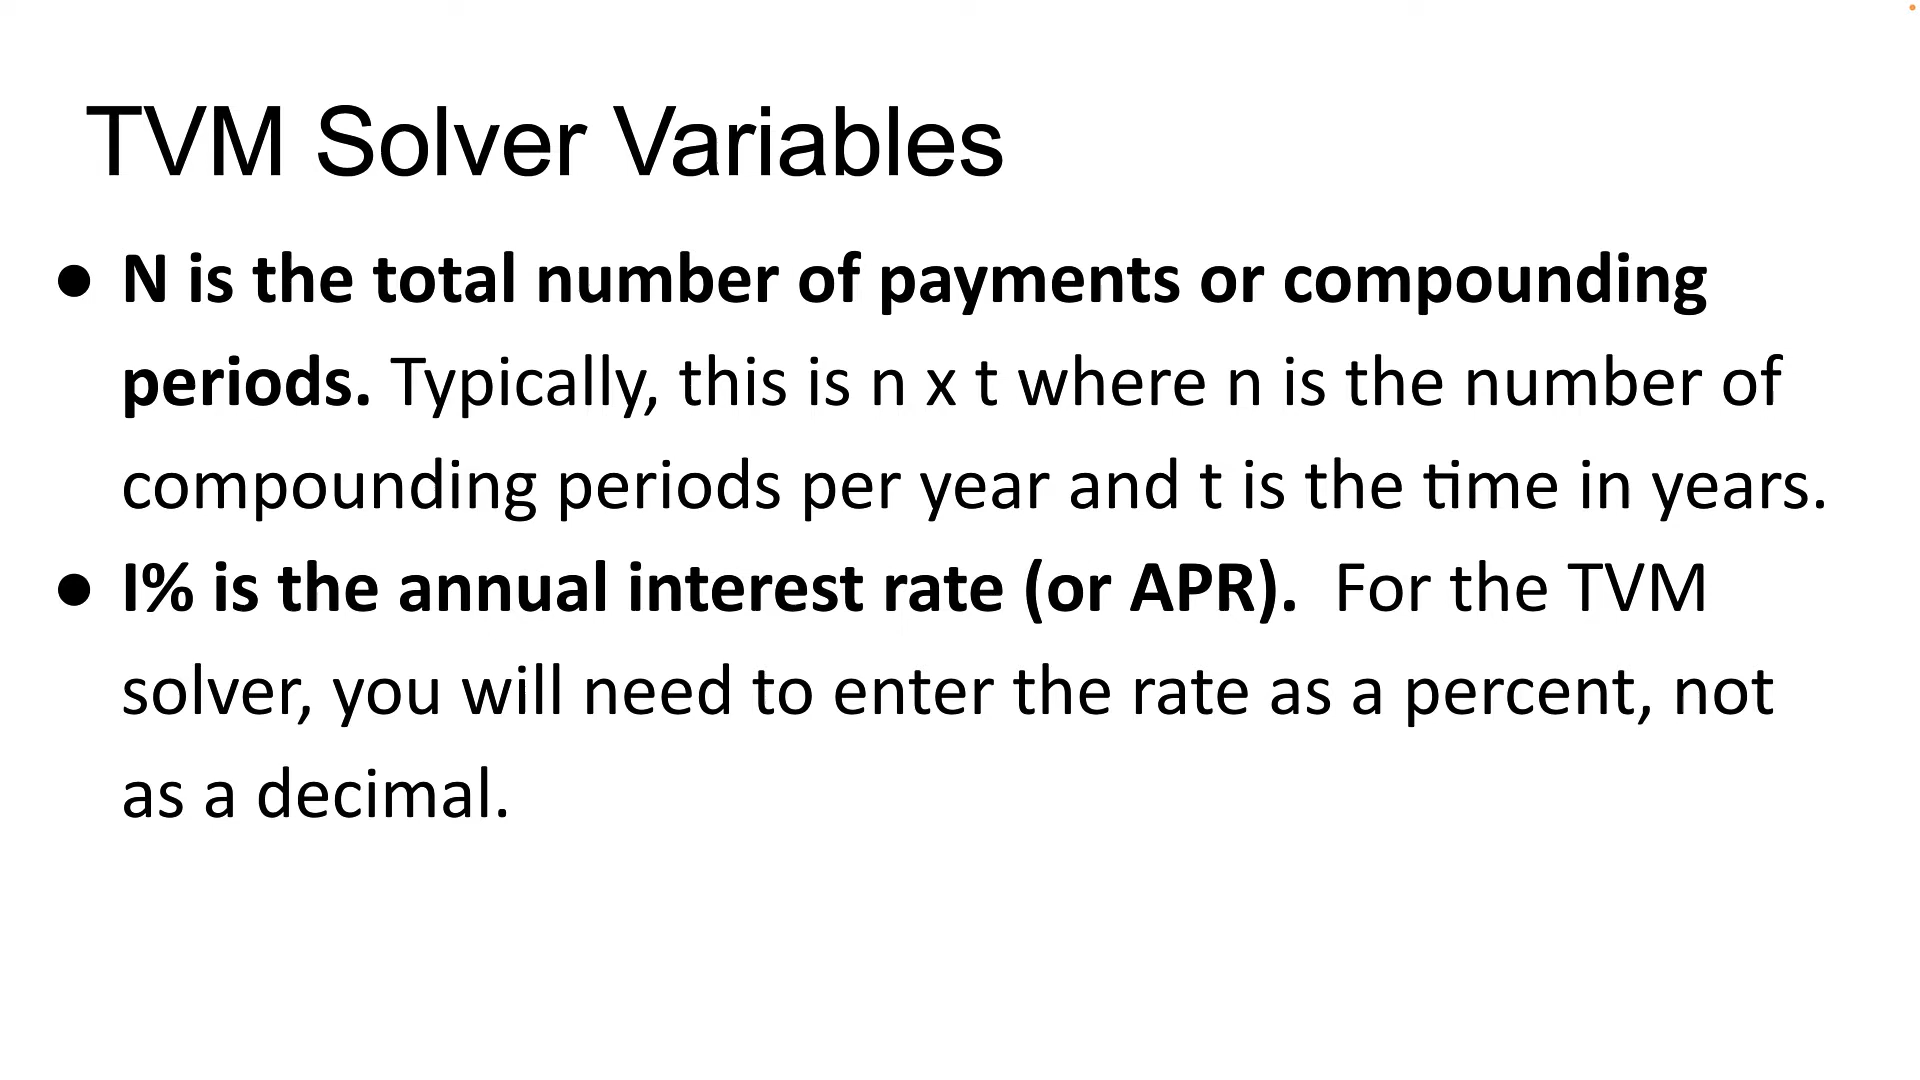 TVM Solver Variables
● N is the total number of payments or compounding
periods. Typically, this is n x t where n is the number of
compounding periods per year and t is the time in years.
● I% is the annual interest rate (or APR).  For the TVM
solver, you will need to enter the rate as a percent, not
as a decimal.